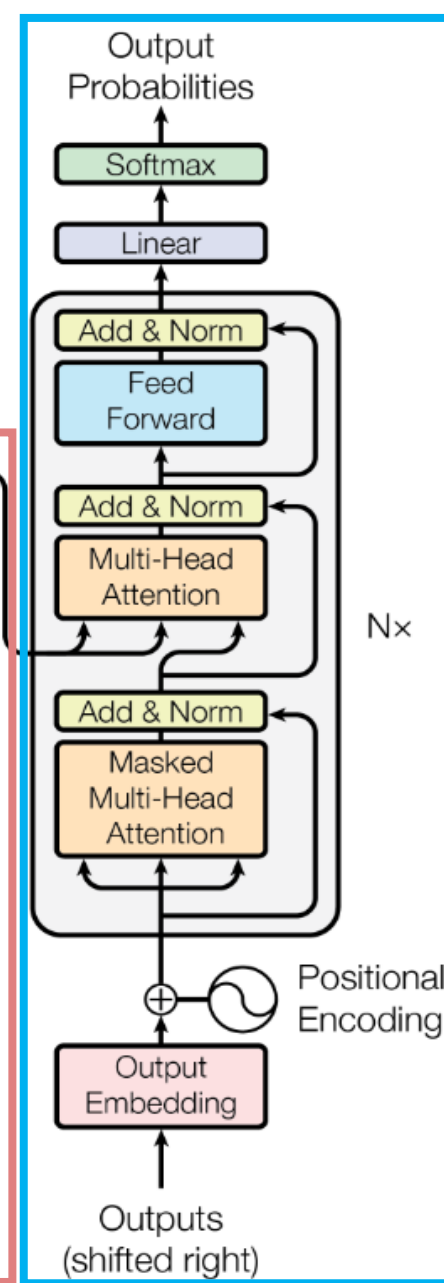 Output
Probabilities
Softmax
Linear
Add & Norm
Feed
Forward
Add & Norm
Multi-Head
Attention
N×
Add & Norm
Masked
Multi-Head
Attention
Positional
Encoding
Output
Embedding
Outputs
(shifted right)